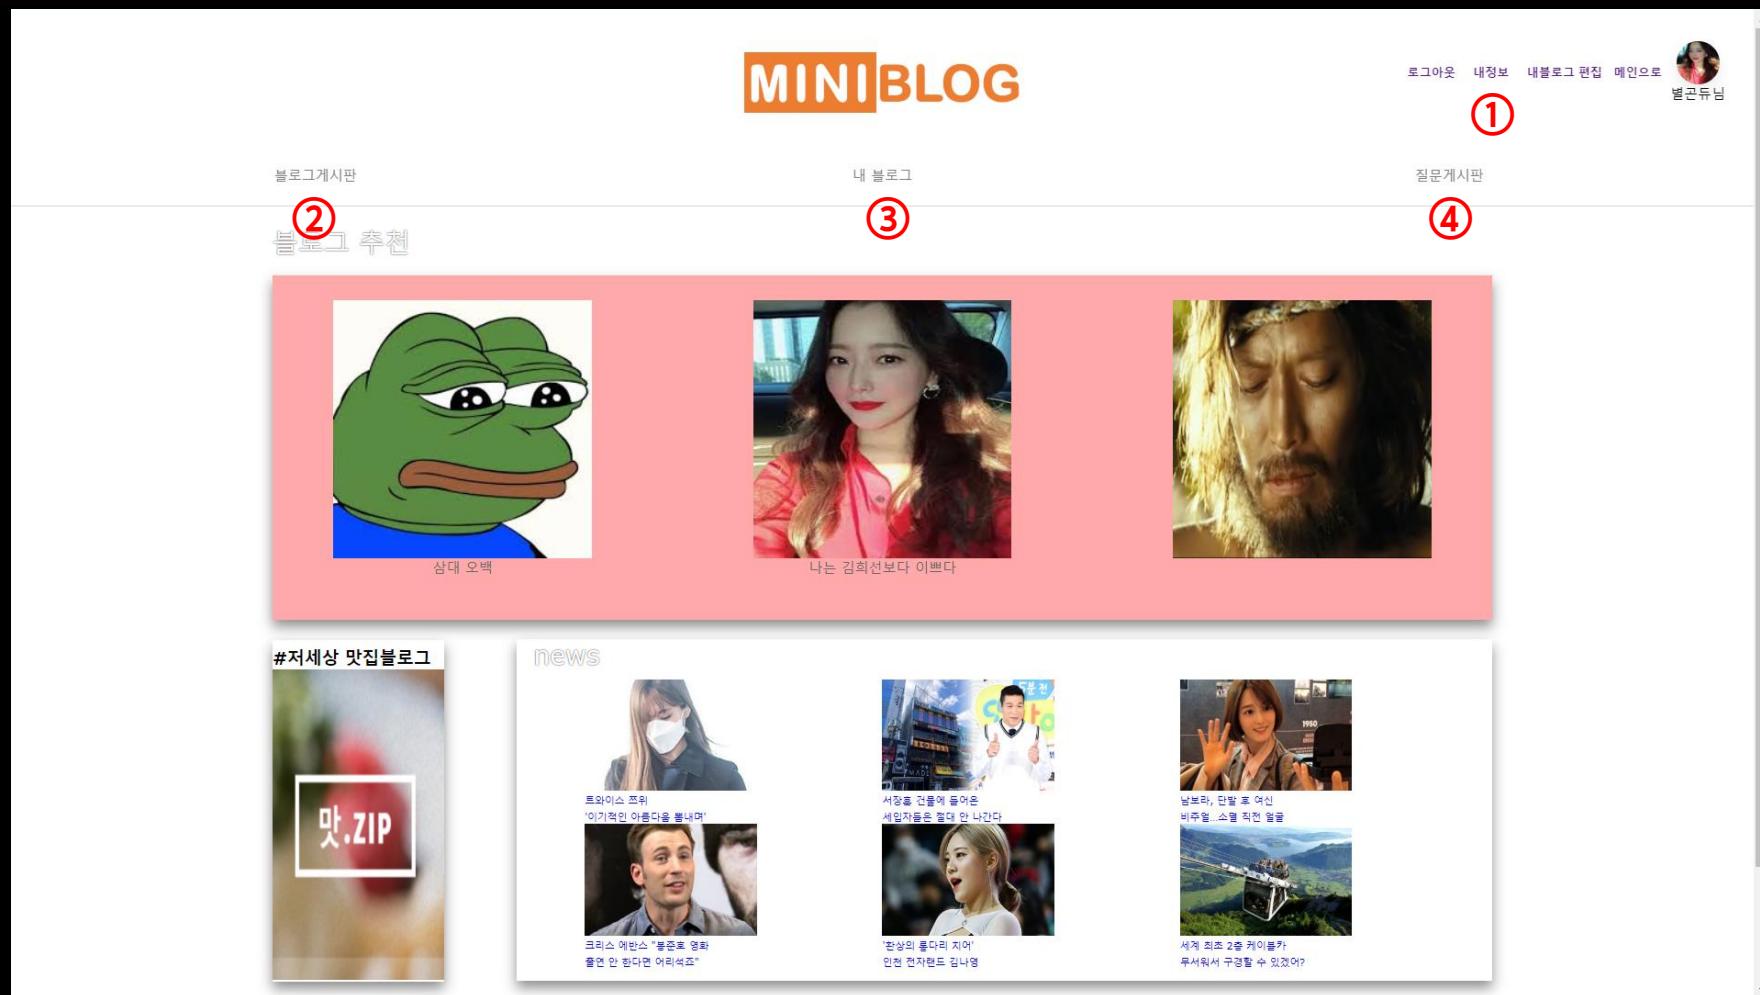 MINIBLOG
로그아웃 내정보 내블로그 편집 메인으로
별곤듀님
①
블로그게시판 내 블로그 질문게시판
② ③ ④
블로그 추천
삼대 오백 나는 김희선보다 이쁘다
#저세상 맛집블로그
맛.ZIP
news
5분 전
1950
트와이스 쯔위
'이기적인 아름다움 뽐내며'
서장훈 건물에 들어온
세입자들은 절대 안 나간다
남보라, 단발 후 여신
비주얼...소멸 직전 얼굴
크리스 에반스 "봉준호 영화
출연 안 한다면 어리석죠"
'환상의 롱다리 치어'
인천 전자랜드 김나영
세계 최초 2층 케이블카
무서워서 구경할 수 있겠어?